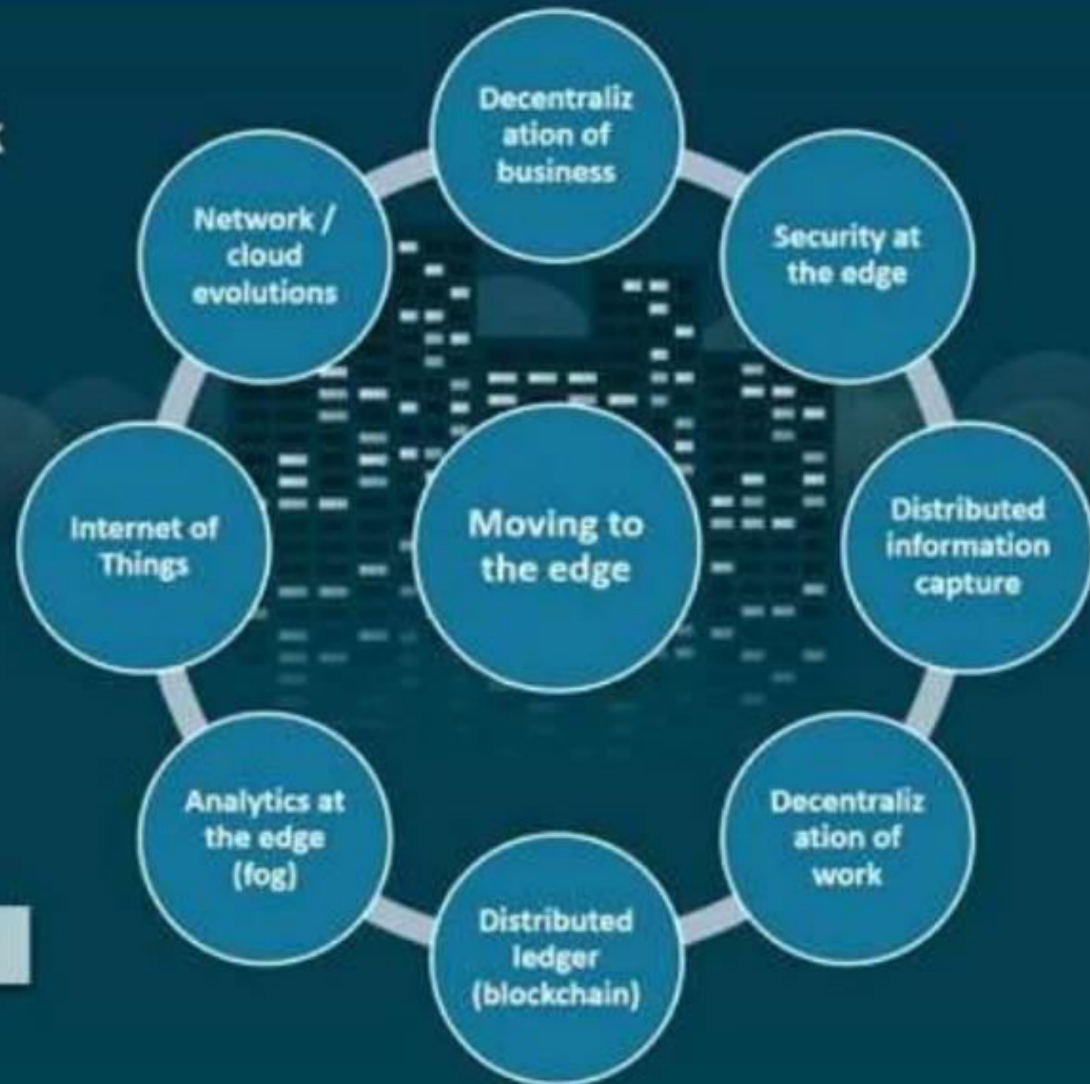 Decentraliz
ation of
business
Security at
the edge
Distributed
information
capture
Decentraliz
ation of
work
Distributed
ledger
(blockchain)
Analytics at
the edge
(fog)
Internet of
Things
Network /
cloud
evolutions
Moving to
the edge